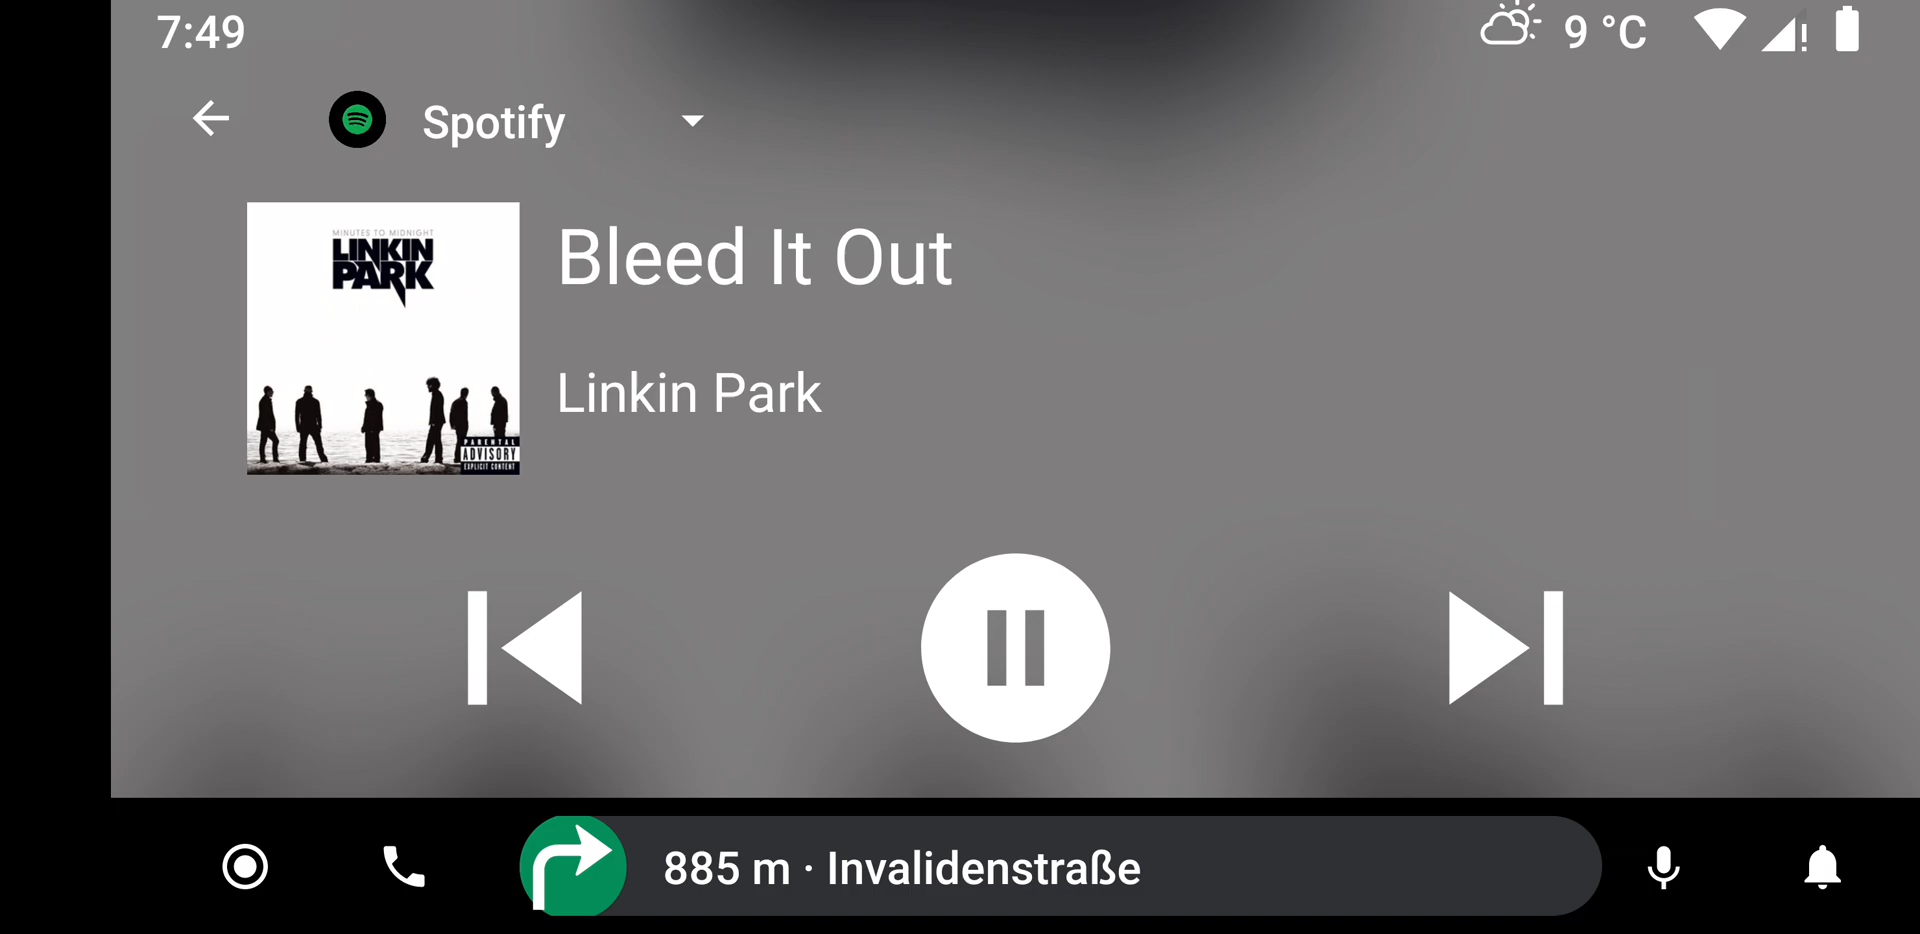 7:49
9 °C
Spotify
MINUTES TO MIDNIGHT
LINKIN
PARK
PARENTAL
ADVISORY
EXPLICIT CONTENT
Bleed It Out
Linkin Park
885 m · Invalidenstraße